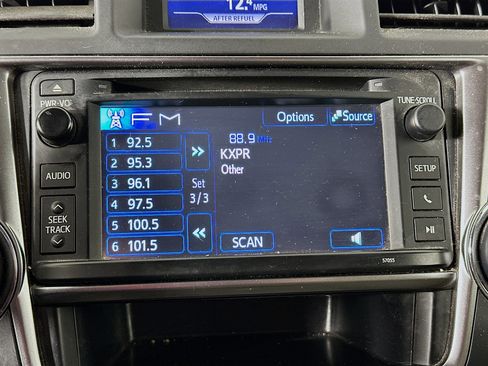 12.4 MPG
AFTER REFUEL
PWR·VOL
TUNE·SCROLL
FM
Options
Source
1 92.5
88.9 MHz
2 95.3
KXPR
3 96.1
Other
Set
3/3
4 97.5
5 100.5
6 101.5
SCAN
AUDIO
SEEK
TRACK
SETUP
57055